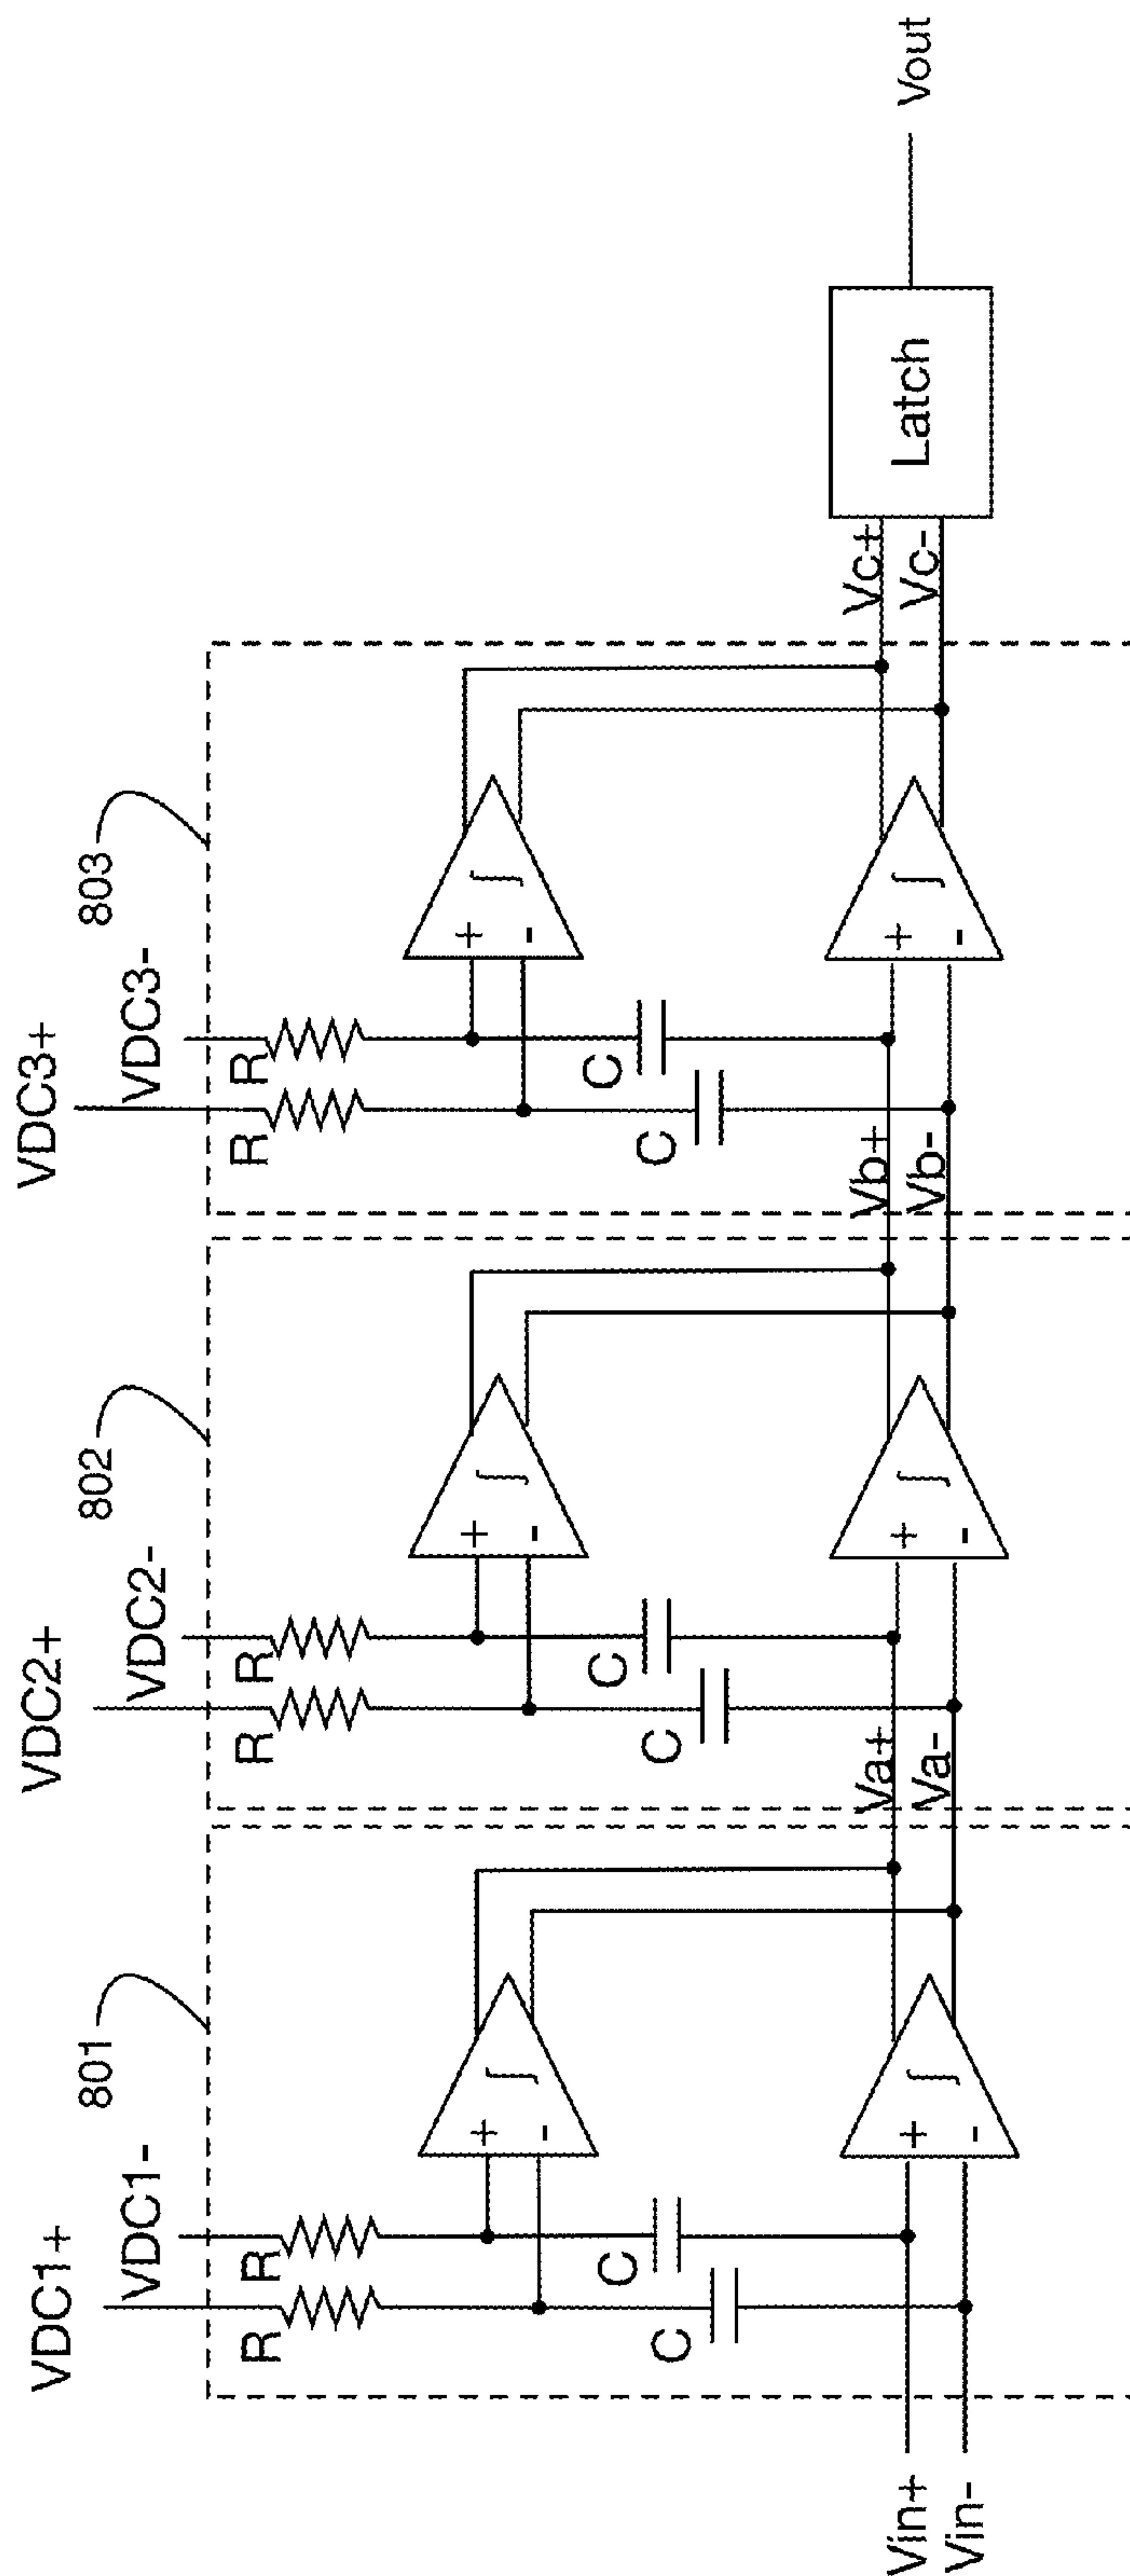 VDC1+
VDC1-
801
R
R
C
C
+
-
∫
+
-
∫
Vin+
Vin-
VDC2+
VDC2-
802
R
R
C
C
+
-
∫
+
-
∫
Va+
Va-
VDC3+
VDC3-
803
R
R
C
C
+
-
∫
+
-
∫
Vb+
Vb-
Vc+
Vc-
Latch
Vout